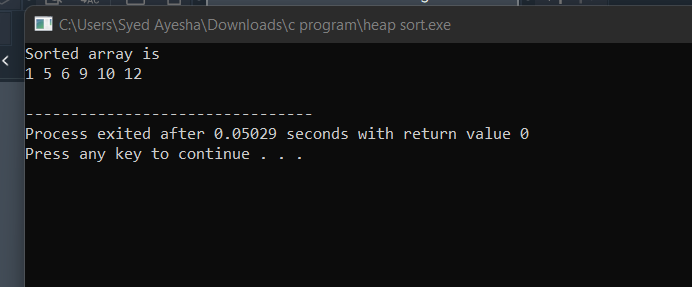 C:\Users\Syed Ayesha\Downloads\c program\heap sort.exe
Sorted array is
1 5 6 9 10 12
--------------------------------
Process exited after 0.05029 seconds with return value 0
Press any key to continue . . .